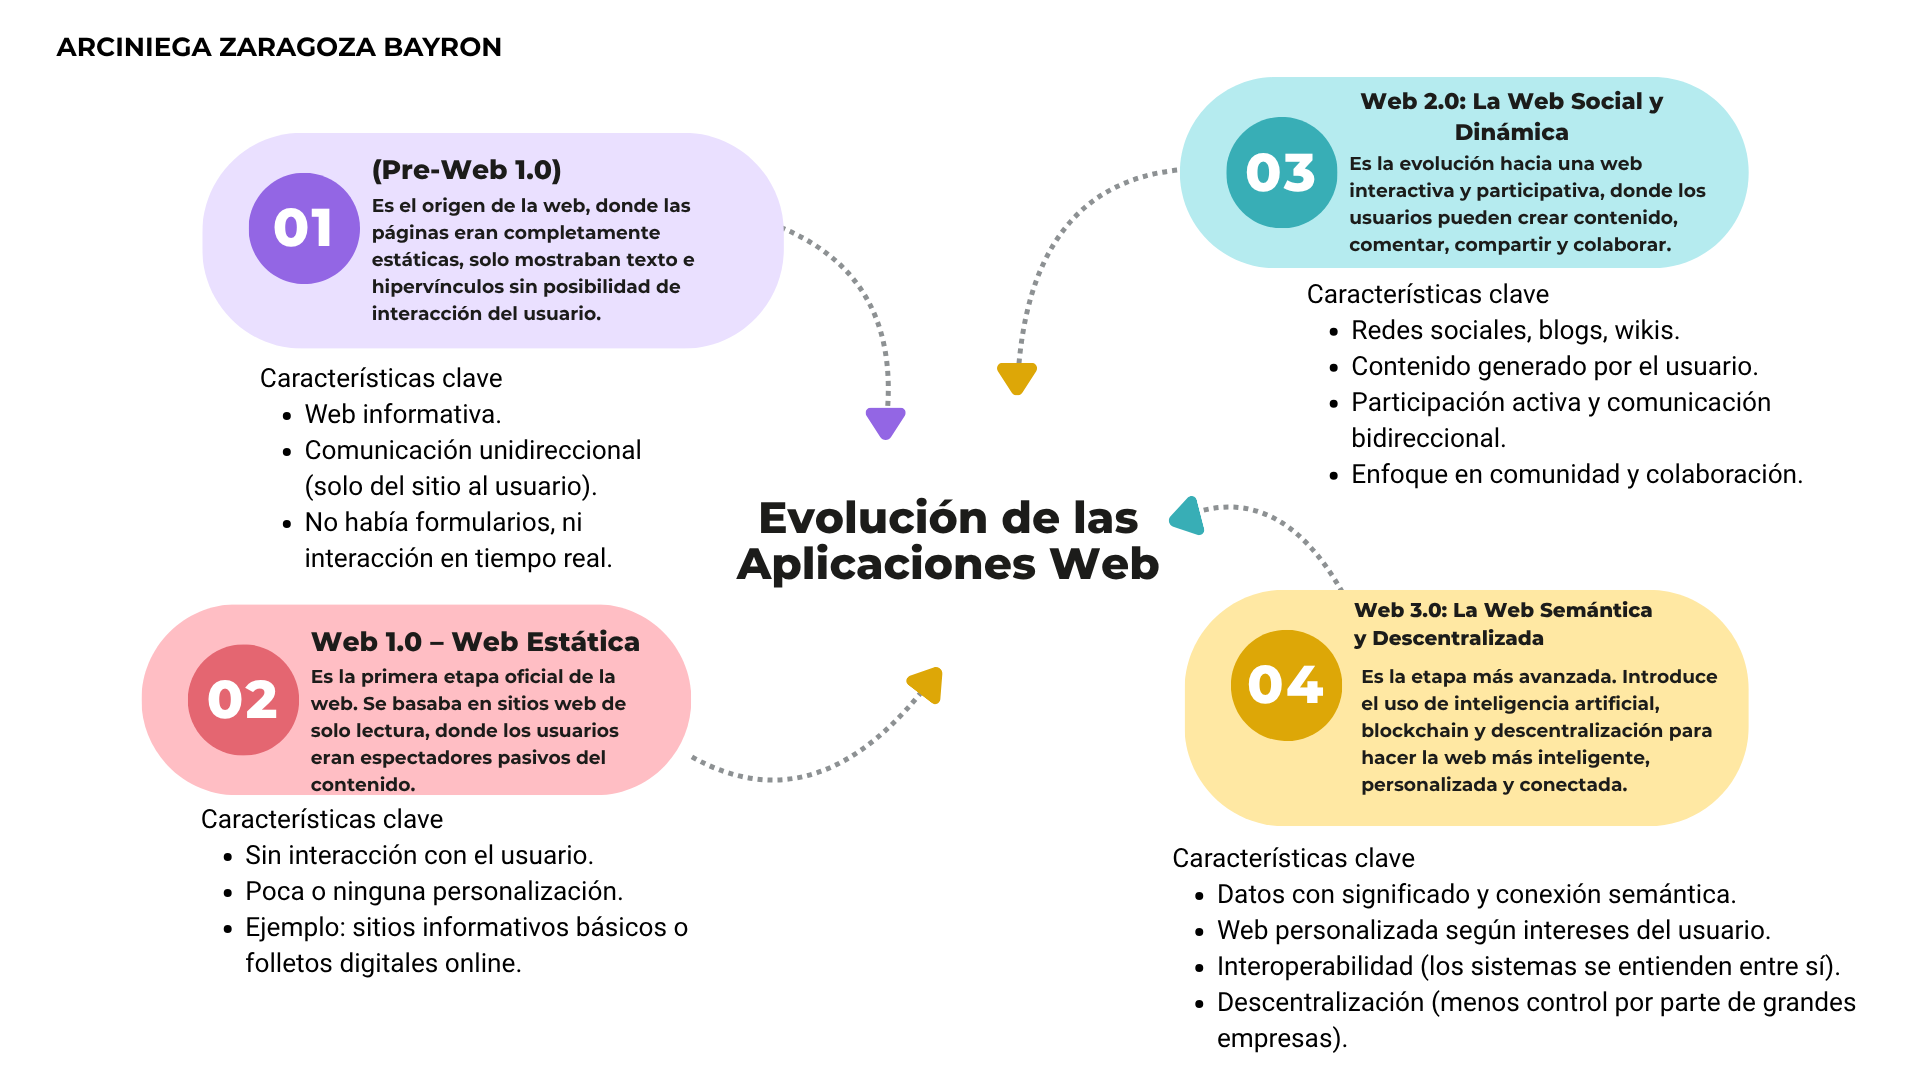 ARCINIEGA ZARAGOZA BAYRON
01
(Pre-Web 1.0)
Es el origen de la web, donde las
páginas eran completamente
estáticas, solo mostraban texto e
hipervínculos sin posibilidad de
interacción del usuario.
Características clave
• Web informativa.
• Comunicación unidireccional
(solo del sitio al usuario).
• No había formularios, ni
interacción en tiempo real.
02
Web 1.0 – Web Estática
Es la primera etapa oficial de la
web. Se basaba en sitios web de
solo lectura, donde los usuarios
eran espectadores pasivos del
contenido.
Características clave
• Sin interacción con el usuario.
• Poca o ninguna personalización.
• Ejemplo: sitios informativos básicos o
folletos digitales online.
Evolución de las
Aplicaciones Web
03
Web 2.0: La Web Social y
Dinámica
Es la evolución hacia una web
interactiva y participativa, donde los
usuarios pueden crear contenido,
comentar, compartir y colaborar.
Características clave
• Redes sociales, blogs, wikis.
• Contenido generado por el usuario.
• Participación activa y comunicación
bidireccional.
• Enfoque en comunidad y colaboración.
04
Web 3.0: La Web Semántica
y Descentralizada
Es la etapa más avanzada. Introduce
el uso de inteligencia artificial,
blockchain y descentralización para
hacer la web más inteligente,
personalizada y conectada.
Características clave
• Datos con significado y conexión semántica.
• Web personalizada según intereses del usuario.
• Interoperabilidad (los sistemas se entienden entre sí).
• Descentralización (menos control por parte de grandes
empresas).